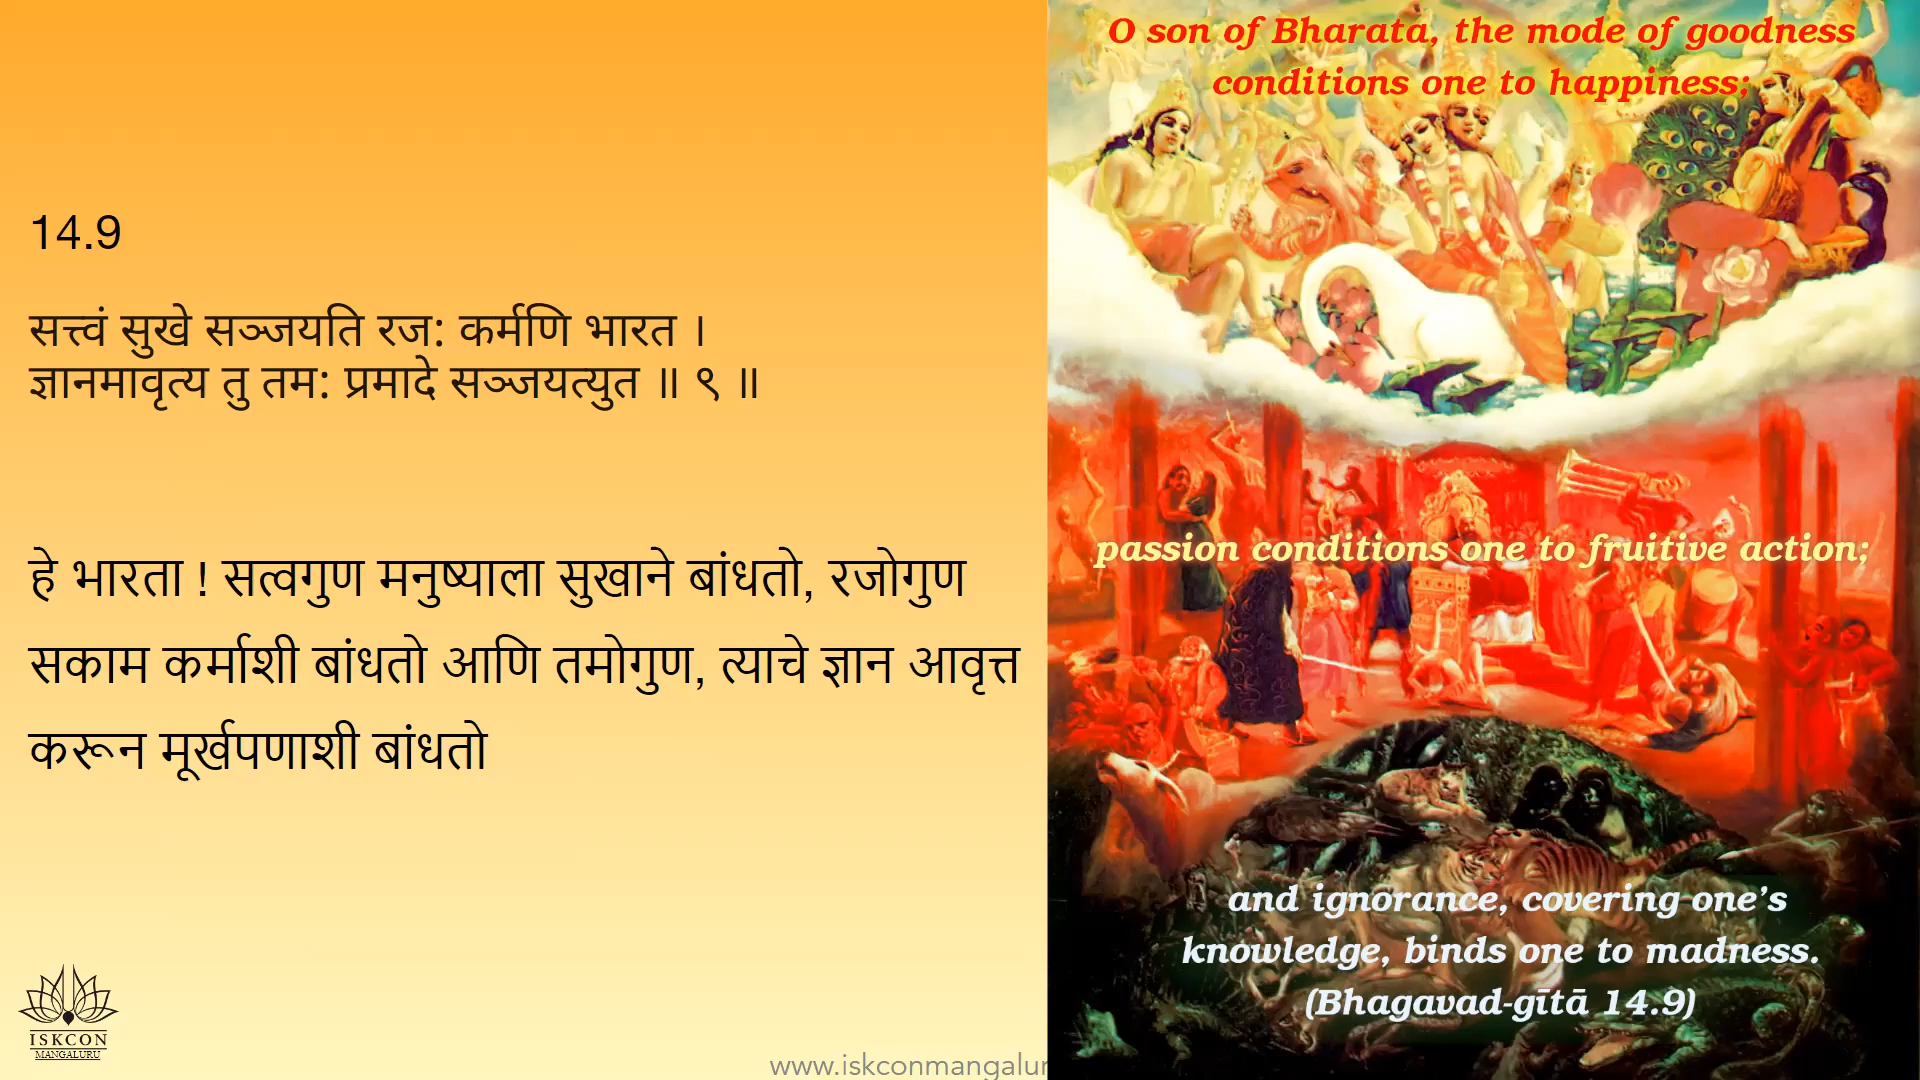 14.9
सत्त्वं सुखे सञ्जयति रज: कर्मणि भारत ।
ज्ञानमावृत्य तु तम: प्रमादे सञ्जयत्युत ॥ ९ ॥
हे भारता ! सत्वगुण मनुष्याला सुखाने बांधतो, रजोगुण
सकाम कर्माशी बांधतो आणि तमोगुण, त्याचे ज्ञान आवृत्त
करून मूर्खपणाशी बांधतो
ISKCON
MANGALURU
www.iskconmangalur
O son of Bharata, the mode of goodness
conditions one to happiness;
passion conditions one to fruitive action;
and ignorance, covering one’s
knowledge, binds one to madness.
(Bhagavad-gītā 14.9)